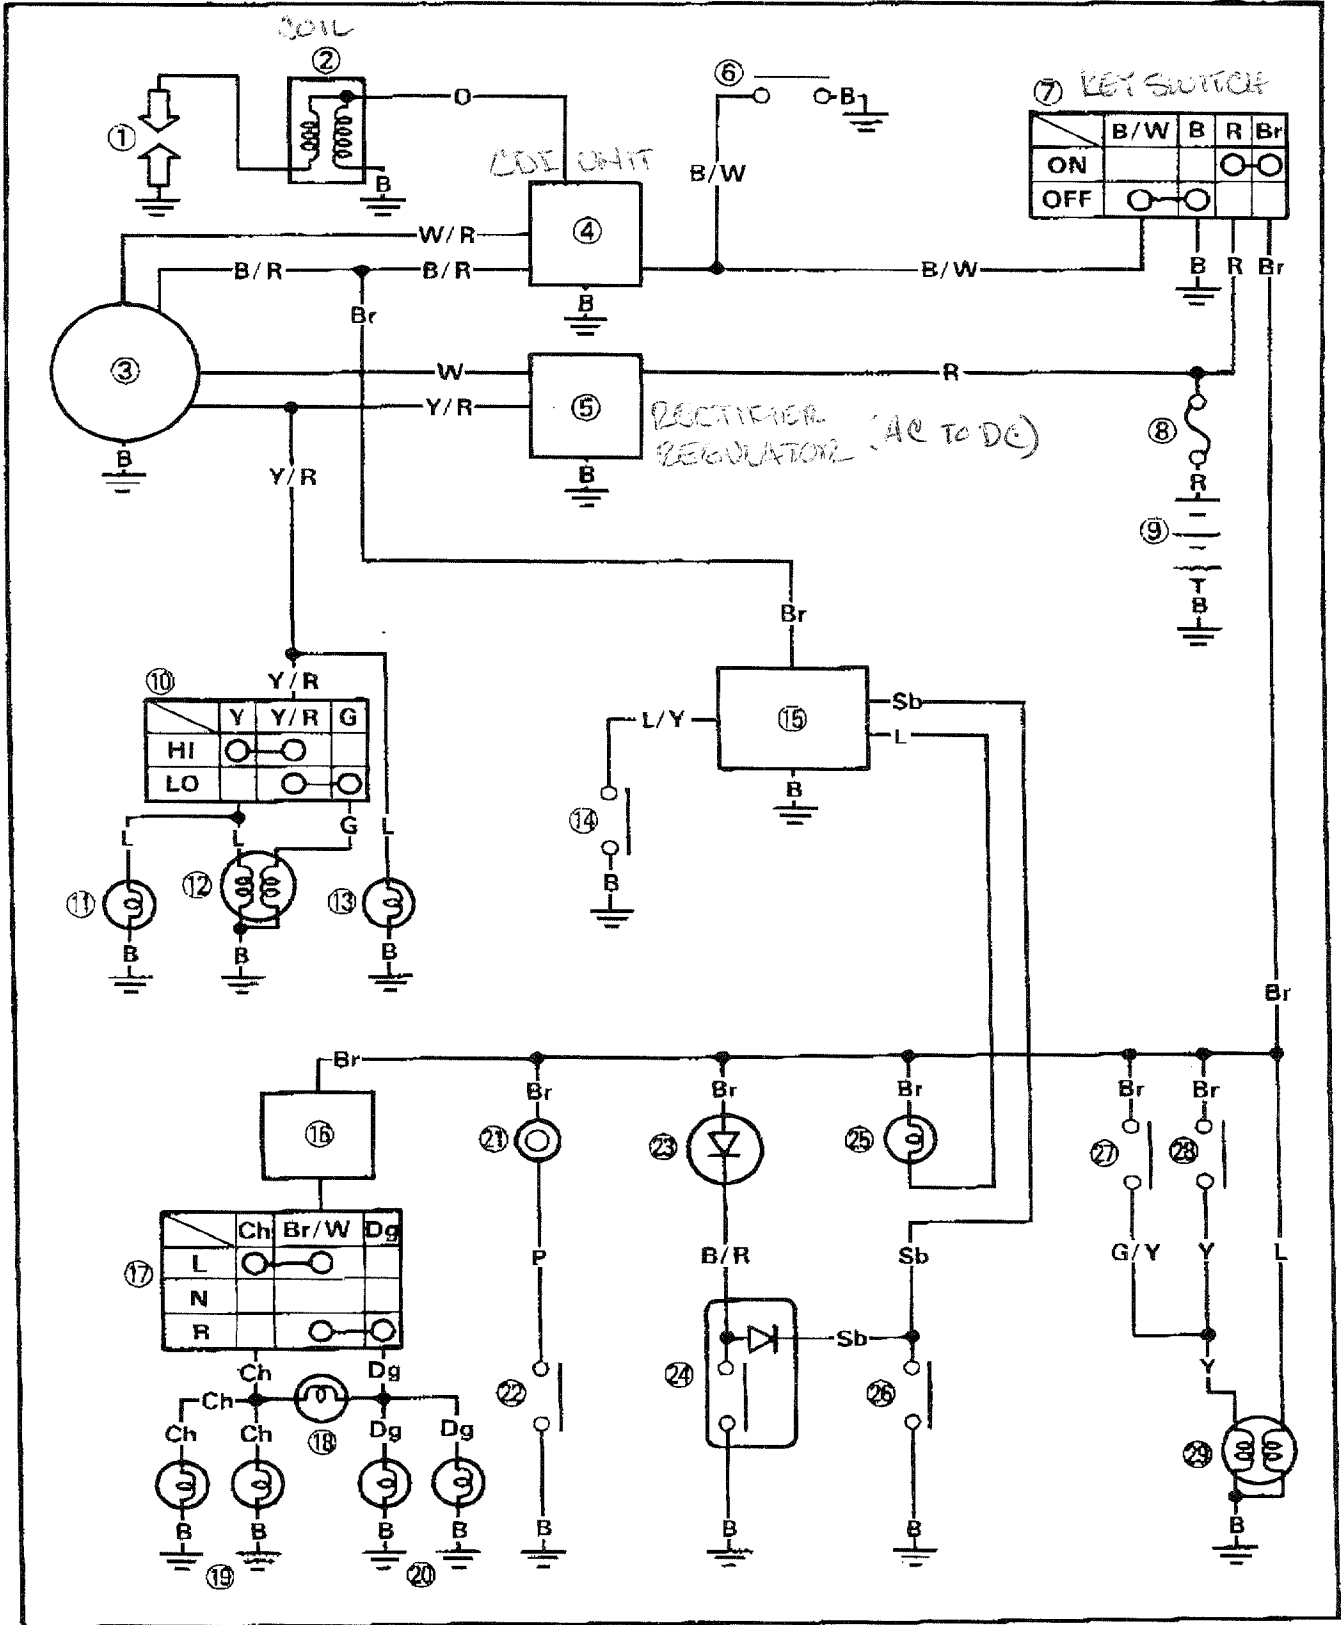 COIL
②
⑥
⑦ KEY SWITCH
B/W B R Br
ON
OFF
①
O
B
B
CDI UNIT
B/W
④
W/R
B/R B/R
B/W
B R Br
Br
B
③
W
⑤
R
Y/R
RECTIFIER
REGULATOR (AC TO DC)
⑧
B
B
Y/R
R
⑨
B
Br
⑩
Y/R
Y Y/R G
HI
LO
L/Y
⑮
Sb
L
B
⑭
B
L L G L
⑪ ⑫ ⑬
B B B
Br
Br
⑯
Br Br Br Br Br
㉑ ㉓ ㉕ ㉗ ㉘
⑰
Ch Br/W Dg
L
N
R
P
B/R
Sb
G/Y Y L
Sb
Ch Dg
Ch
⑱
Ch Ch Dg Dg
㉒
㉔
㉖
Y
㉙
B B B B
⑲ ⑳
B B B B